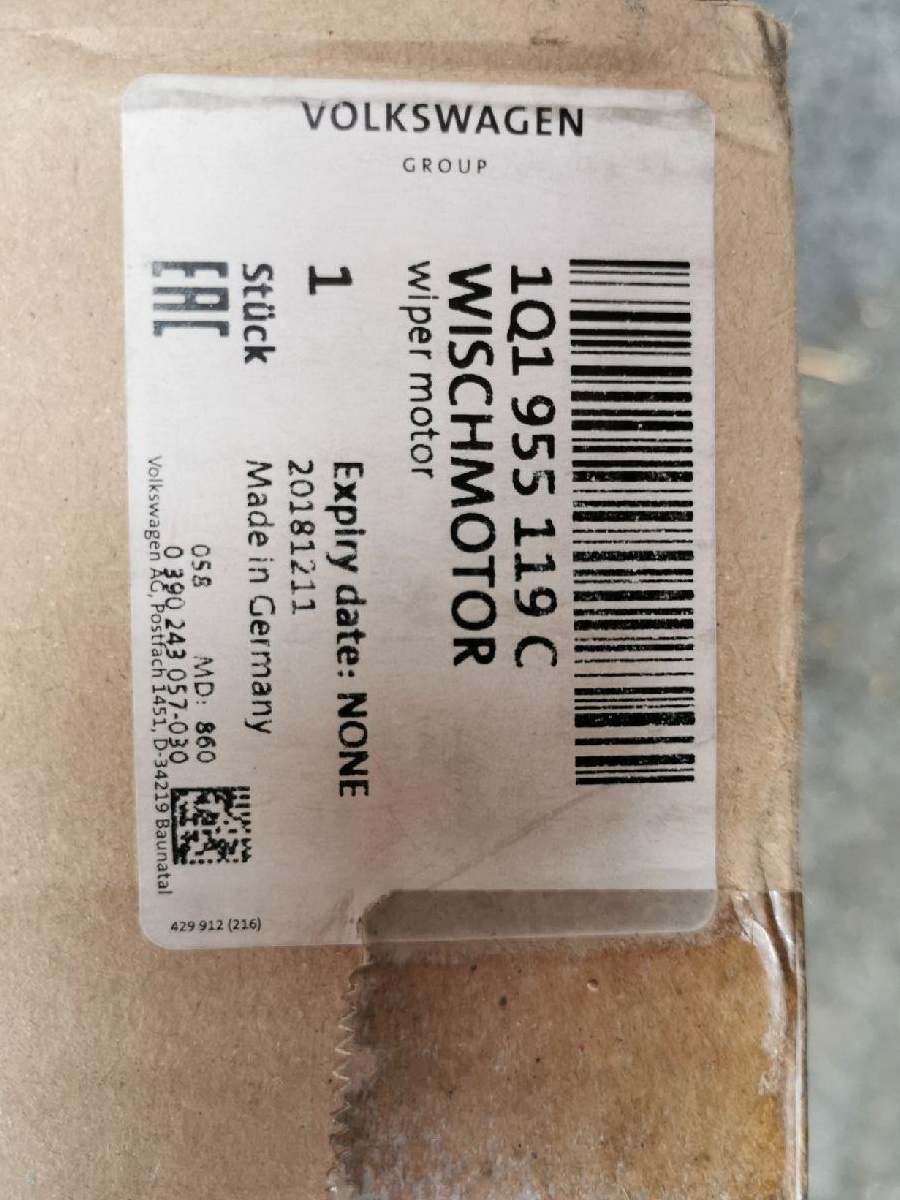 VOLKSWAGEN
GROUP
1Q1 955 119 C
WISCHMOTOR
wiper motor
1
Expiry date: NONE
20181211
Stück
Made in Germany
EAC
058 MD: 860
0 390 243 057-030
Volkswagen AG, Postfach 1451, D-34219 Baunatal
429 912 (216)